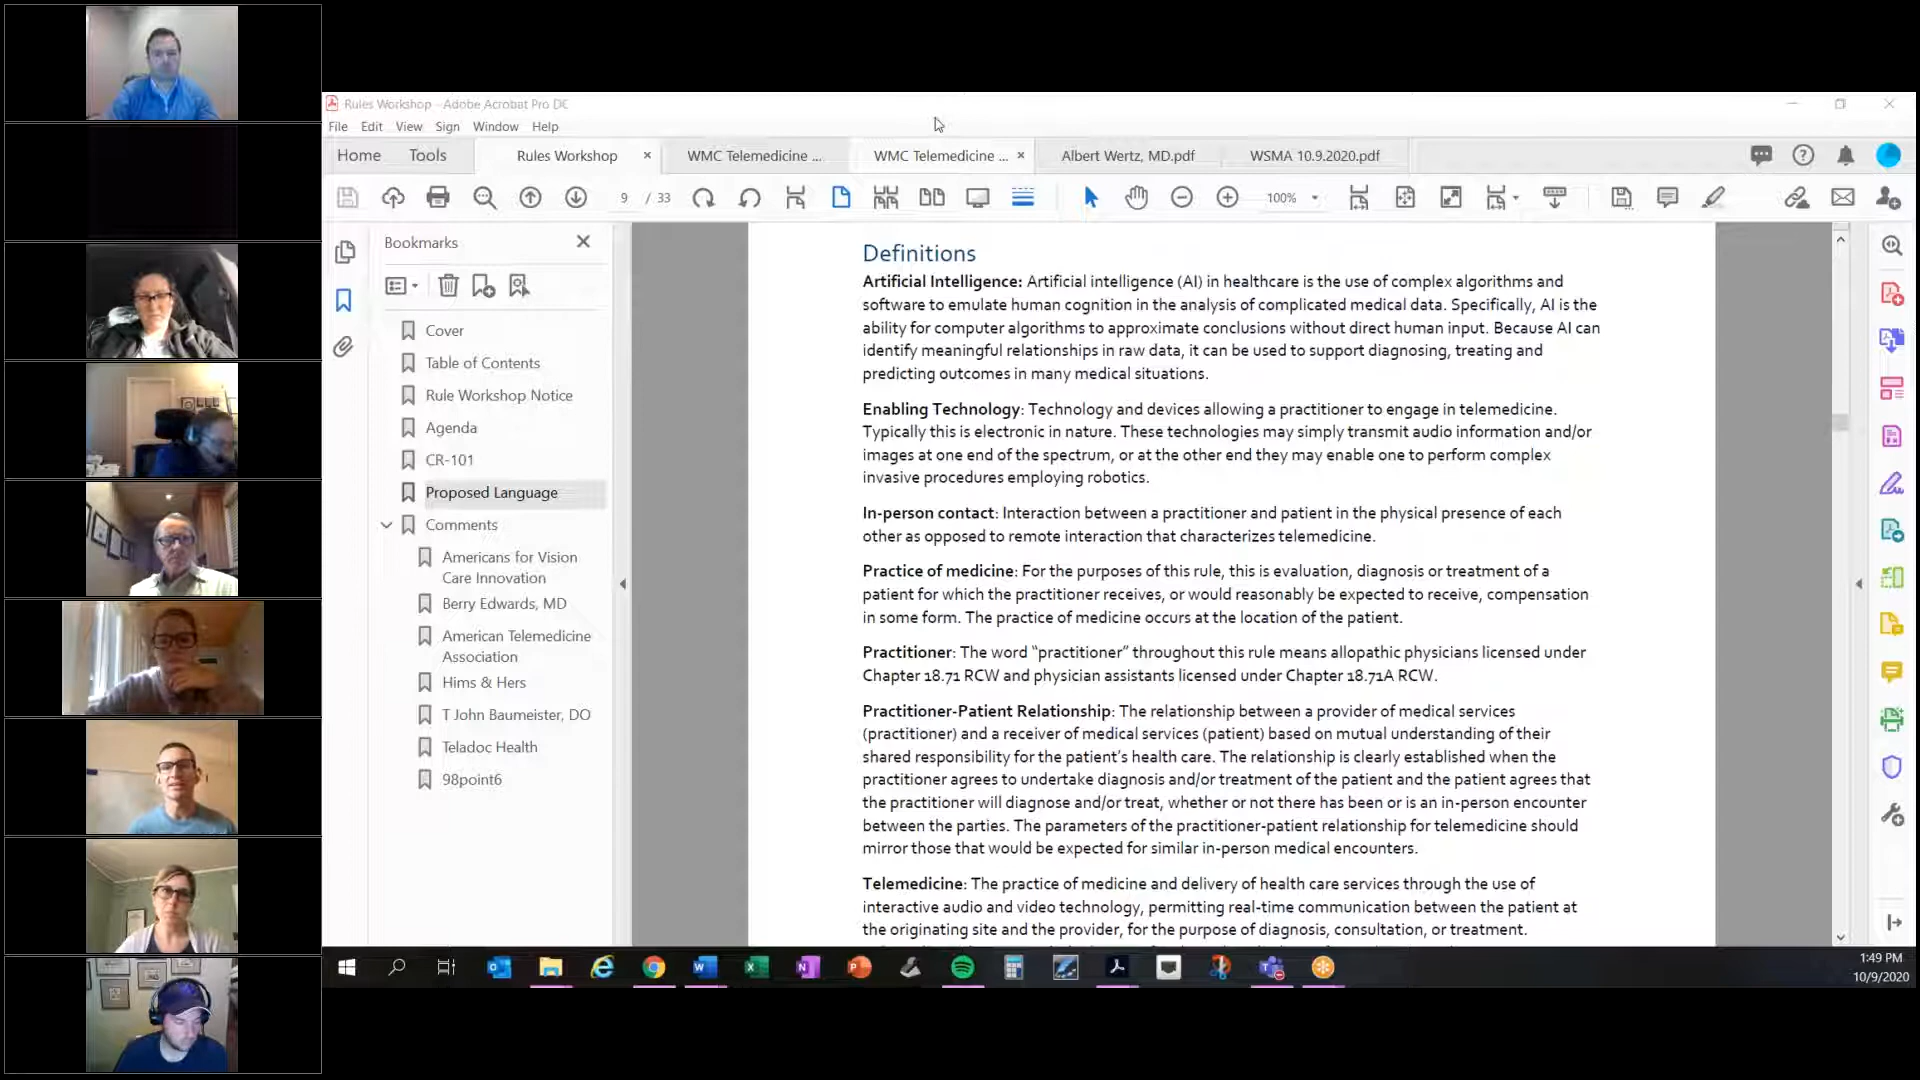 Rules Workshop - Adobe Acrobat Pro DC
File Edit View Sign Window Help
Home Tools Rules Workshop × WMC Telemedicine ... WMC Telemedicine ... × Albert Wertz, MD.pdf WSMA 10.9.2020.pdf
9 / 33 100%
Bookmarks
Cover
Table of Contents
Rule Workshop Notice
Agenda
CR-101
Proposed Language
Comments
Americans for Vision
Care Innovation
Berry Edwards, MD
American Telemedicine
Association
Hims & Hers
T John Baumeister, DO
Teladoc Health
98point6
Definitions
Artificial Intelligence: Artificial intelligence (AI) in healthcare is the use of complex algorithms and
software to emulate human cognition in the analysis of complicated medical data. Specifically, AI is the
ability for computer algorithms to approximate conclusions without direct human input. Because AI can
identify meaningful relationships in raw data, it can be used to support diagnosing, treating and
predicting outcomes in many medical situations.
Enabling Technology: Technology and devices allowing a practitioner to engage in telemedicine.
Typically this is electronic in nature. These technologies may simply transmit audio information and/or
images at one end of the spectrum, or at the other end they may enable one to perform complex
invasive procedures employing robotics.
In-person contact: Interaction between a practitioner and patient in the physical presence of each
other as opposed to remote interaction that characterizes telemedicine.
Practice of medicine: For the purposes of this rule, this is evaluation, diagnosis or treatment of a
patient for which the practitioner receives, or would reasonably be expected to receive, compensation
in some form. The practice of medicine occurs at the location of the patient.
Practitioner: The word “practitioner” throughout this rule means allopathic physicians licensed under
Chapter 18.71 RCW and physician assistants licensed under Chapter 18.71A RCW.
Practitioner-Patient Relationship: The relationship between a provider of medical services
(practitioner) and a receiver of medical services (patient) based on mutual understanding of their
shared responsibility for the patient’s health care. The relationship is clearly established when the
practitioner agrees to undertake diagnosis and/or treatment of the patient and the patient agrees that
the practitioner will diagnose and/or treat, whether or not there has been or is an in-person encounter
between the parties. The parameters of the practitioner-patient relationship for telemedicine should
mirror those that would be expected for similar in-person medical encounters.
Telemedicine: The practice of medicine and delivery of health care services through the use of
interactive audio and video technology, permitting real-time communication between the patient at
the originating site and the provider, for the purpose of diagnosis, consultation, or treatment.
1:49 PM
10/9/2020